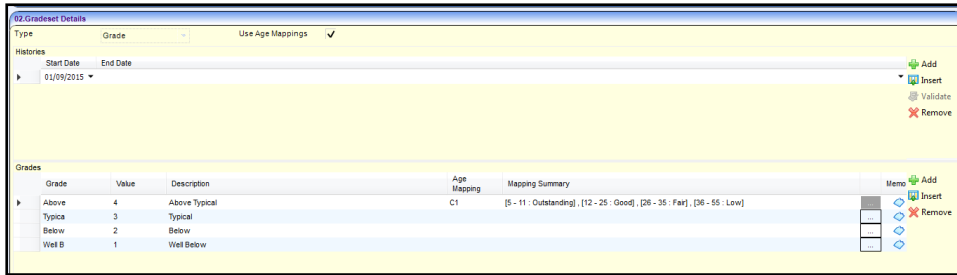 02.Gradeset Details
Type Grade Use Age Mappings
Histories
Start Date End Date
01/09/2015
Add
Insert
Validate
Remove
Grades
Grade Value Description Age Mapping Mapping Summary Memo
Above 4 Above Typical C1 [5 - 11 : Outstanding] , [12 - 25 : Good] , [26 - 35 : Fair] , [36 - 55 : Low] ...
Typica 3 Typical ...
Below 2 Below ...
Well B 1 Well Below ...
Add
Insert
Remove